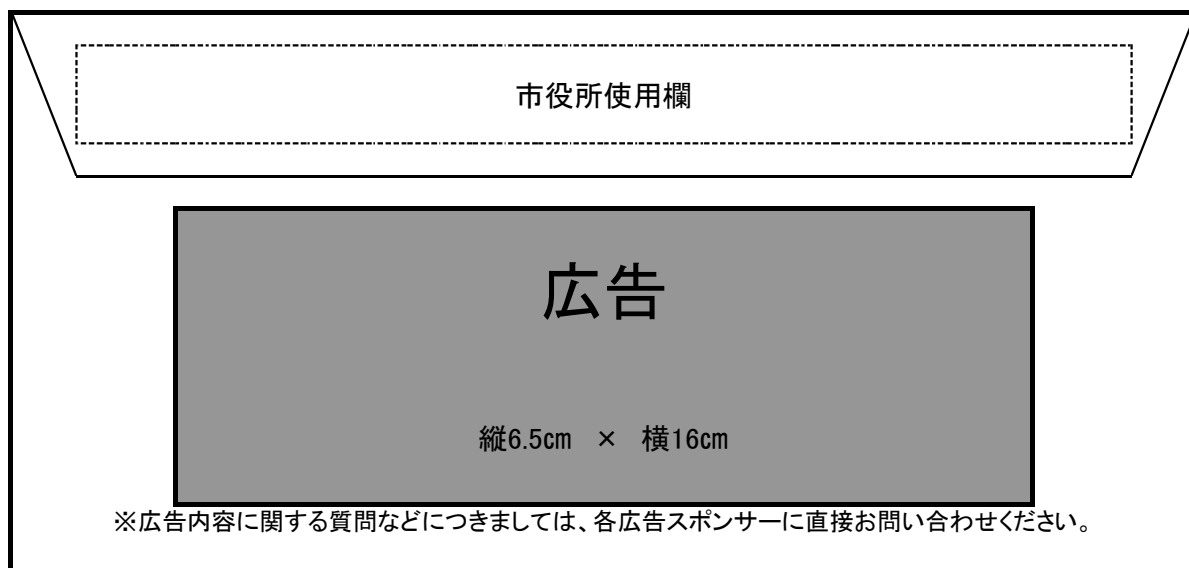 市役所使用欄
広告
縦6.5㎝　×　横16㎝
※広告内容に関する質問などにつきましては、各広告スポンサーに直接お問い合わせください。